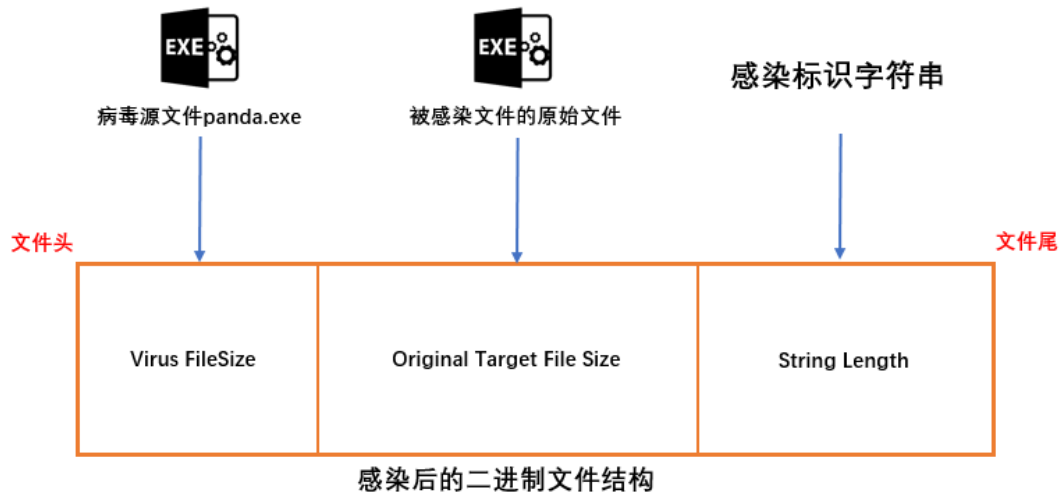 EXE
EXE
感染标识字符串
病毒源文件panda.exe
被感染文件的原始文件
文件头
文件尾
Virus FileSize
Original Target File Size
String Length
感染后的二进制文件结构